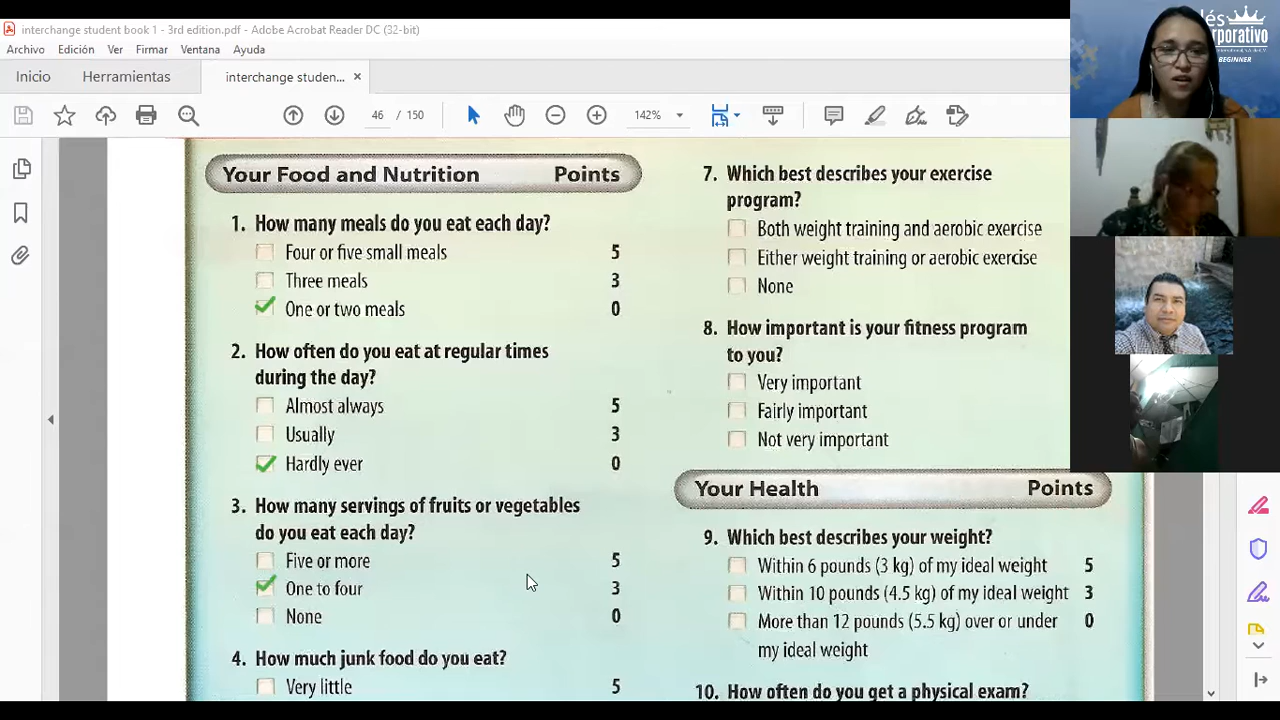 interchange student book 1 - 3rd edition.pdf - Adobe Acrobat Reader DC (32-bit)
Archivo Edición Ver Firmar Ventana Ayuda
Inicio Herramientas interchange studen... ×
46 / 150 142%
Your Food and Nutrition Points
1. How many meals do you eat each day?
Four or five small meals 5
Three meals 3
One or two meals 0
2. How often do you eat at regular times
during the day?
Almost always 5
Usually 3
Hardly ever 0
3. How many servings of fruits or vegetables
do you eat each day?
Five or more 5
One to four 3
None 0
4. How much junk food do you eat?
Very little 5
7. Which best describes your exercise
program?
Both weight training and aerobic exercise
Either weight training or aerobic exercise
None
8. How important is your fitness program
to you?
Very important
Fairly important
Not very important
Your Health Points
9. Which best describes your weight?
Within 6 pounds (3 kg) of my ideal weight 5
Within 10 pounds (4.5 kg) of my ideal weight 3
More than 12 pounds (5.5 kg) over or under 0
my ideal weight
10. How often do you get a physical exam?
lés
rporativo
BEGINNER